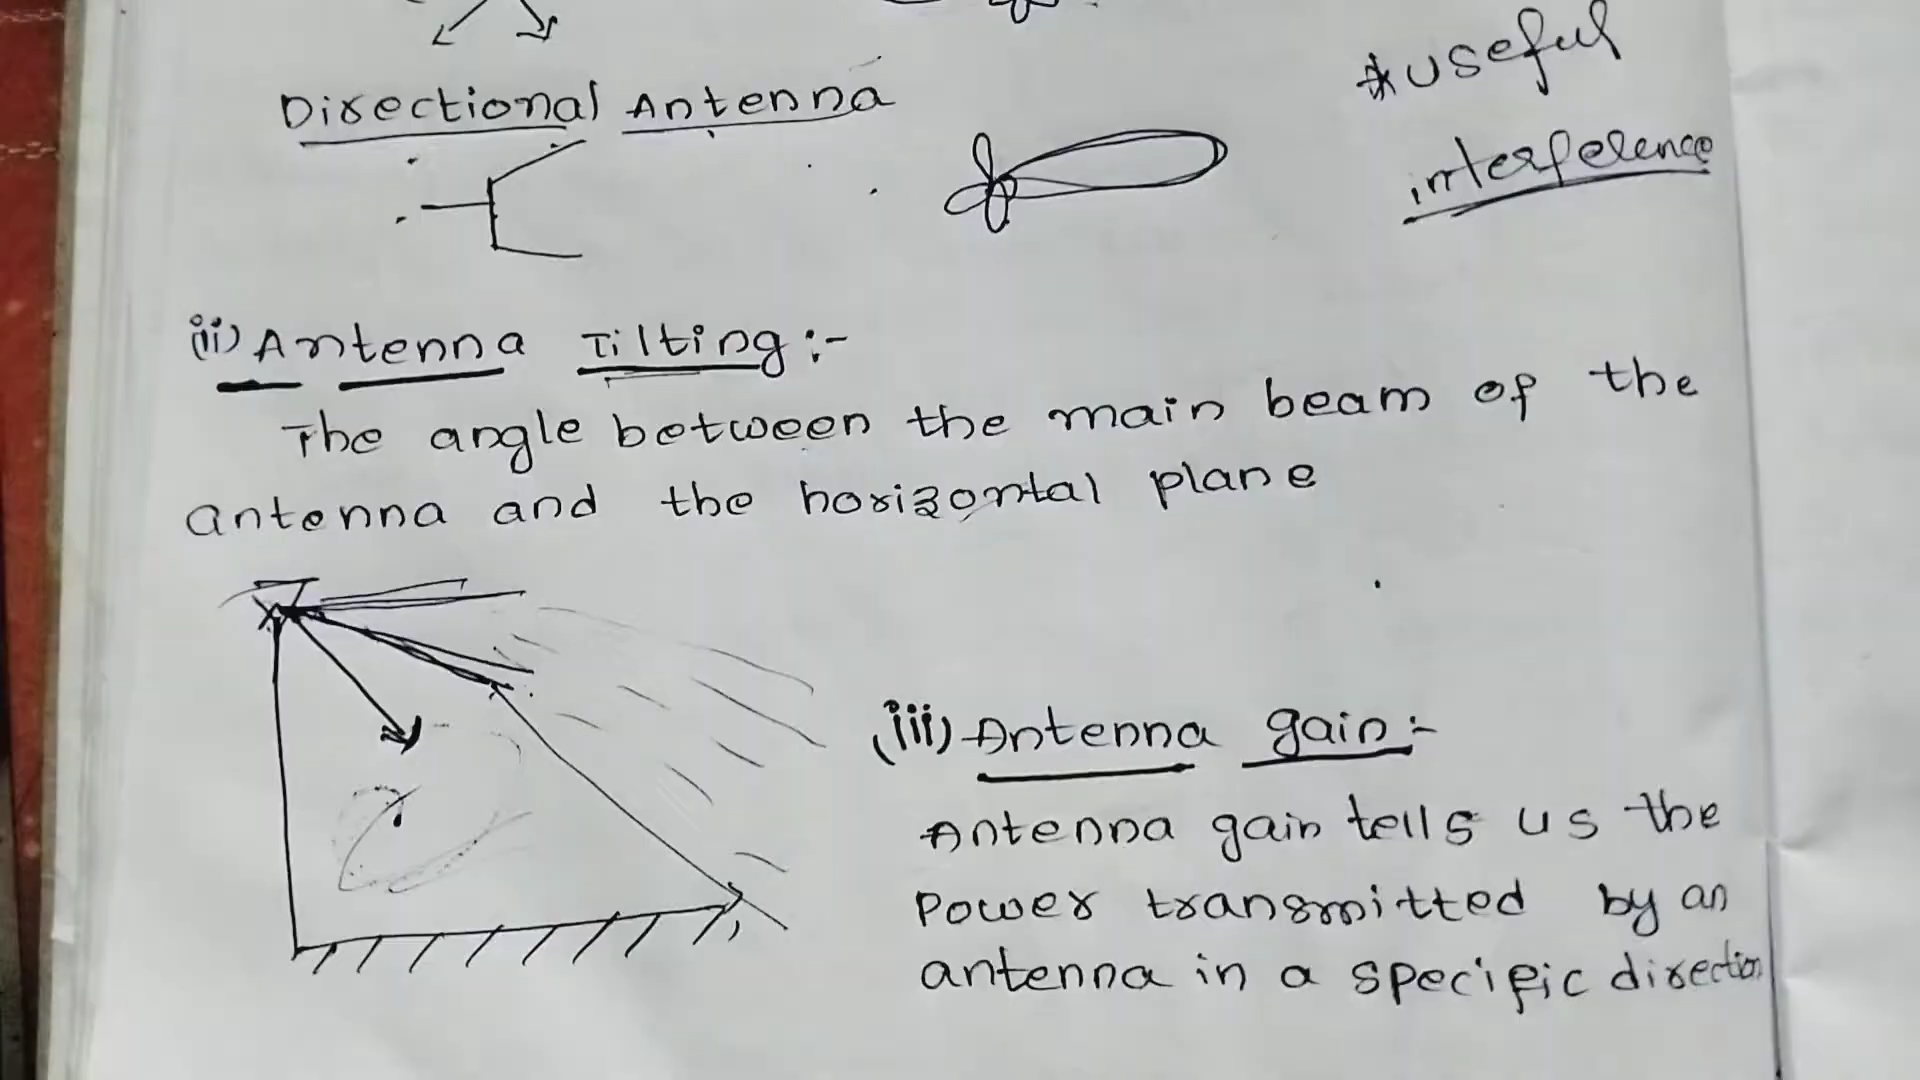 *useful
Directional Antenna
interference
(ii) Antenna Tilting :-
The angle between the main beam of the
antenna and the horizontal plane
(iii) Antenna gain :-
Antenna gain tells us the
Power transmitted by an
antenna in a specific direction